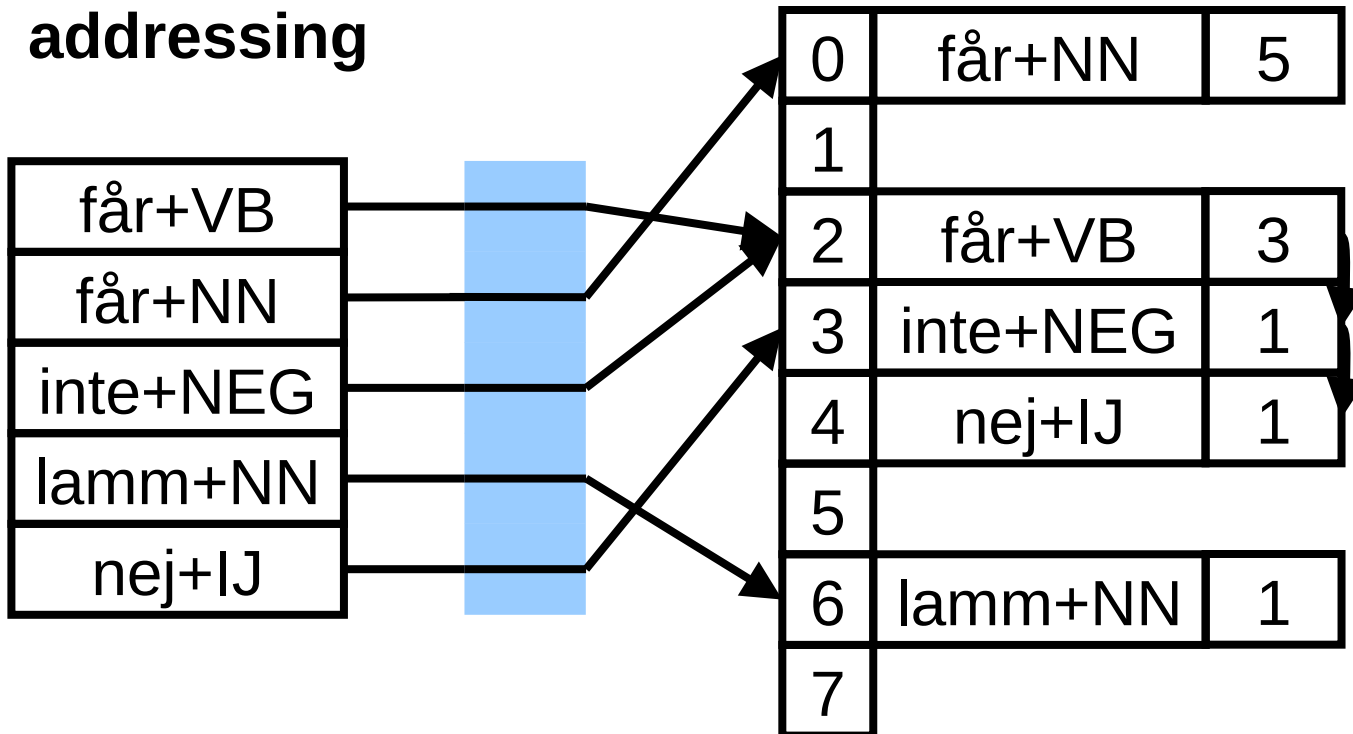 addressing
får+VB
får+NN
inte+NEG
lamm+NN
nej+IJ
0 får+NN 5
1
2 får+VB 3
3 inte+NEG 1
4 nej+IJ 1
5
6 lamm+NN 1
7